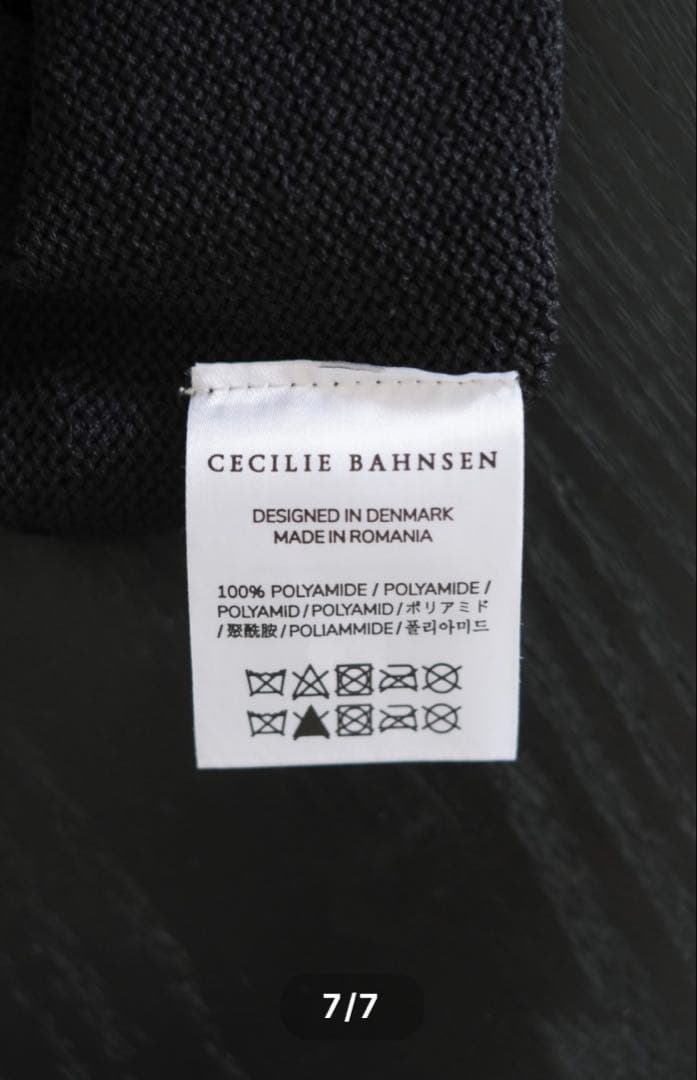 CECILIE BAHNSEN
DESIGNED IN DENMARK
MADE IN ROMANIA
100% POLYAMIDE / POLYAMIDE /
POLYAMID / POLYAMID / ポリアミド
/ 聚酰胺 / POLIAMMIDE / 폴리아미드
7/7